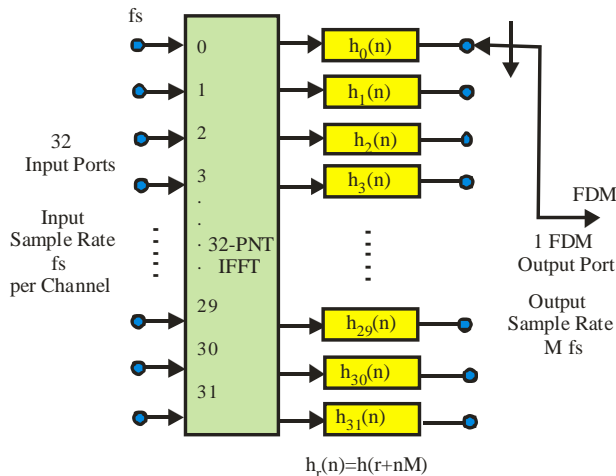 fs
0
h0(n)
1
h1(n)
2
h2(n)
3
h3(n)
32
Input Ports
Input
Sample Rate
fs
per Channel
32-PNT
IFFT
FDM
1 FDM
Output Port
Output
Sample Rate
M fs
29
h29(n)
30
h30(n)
31
h31(n)
hr(n)=h(r+nM)